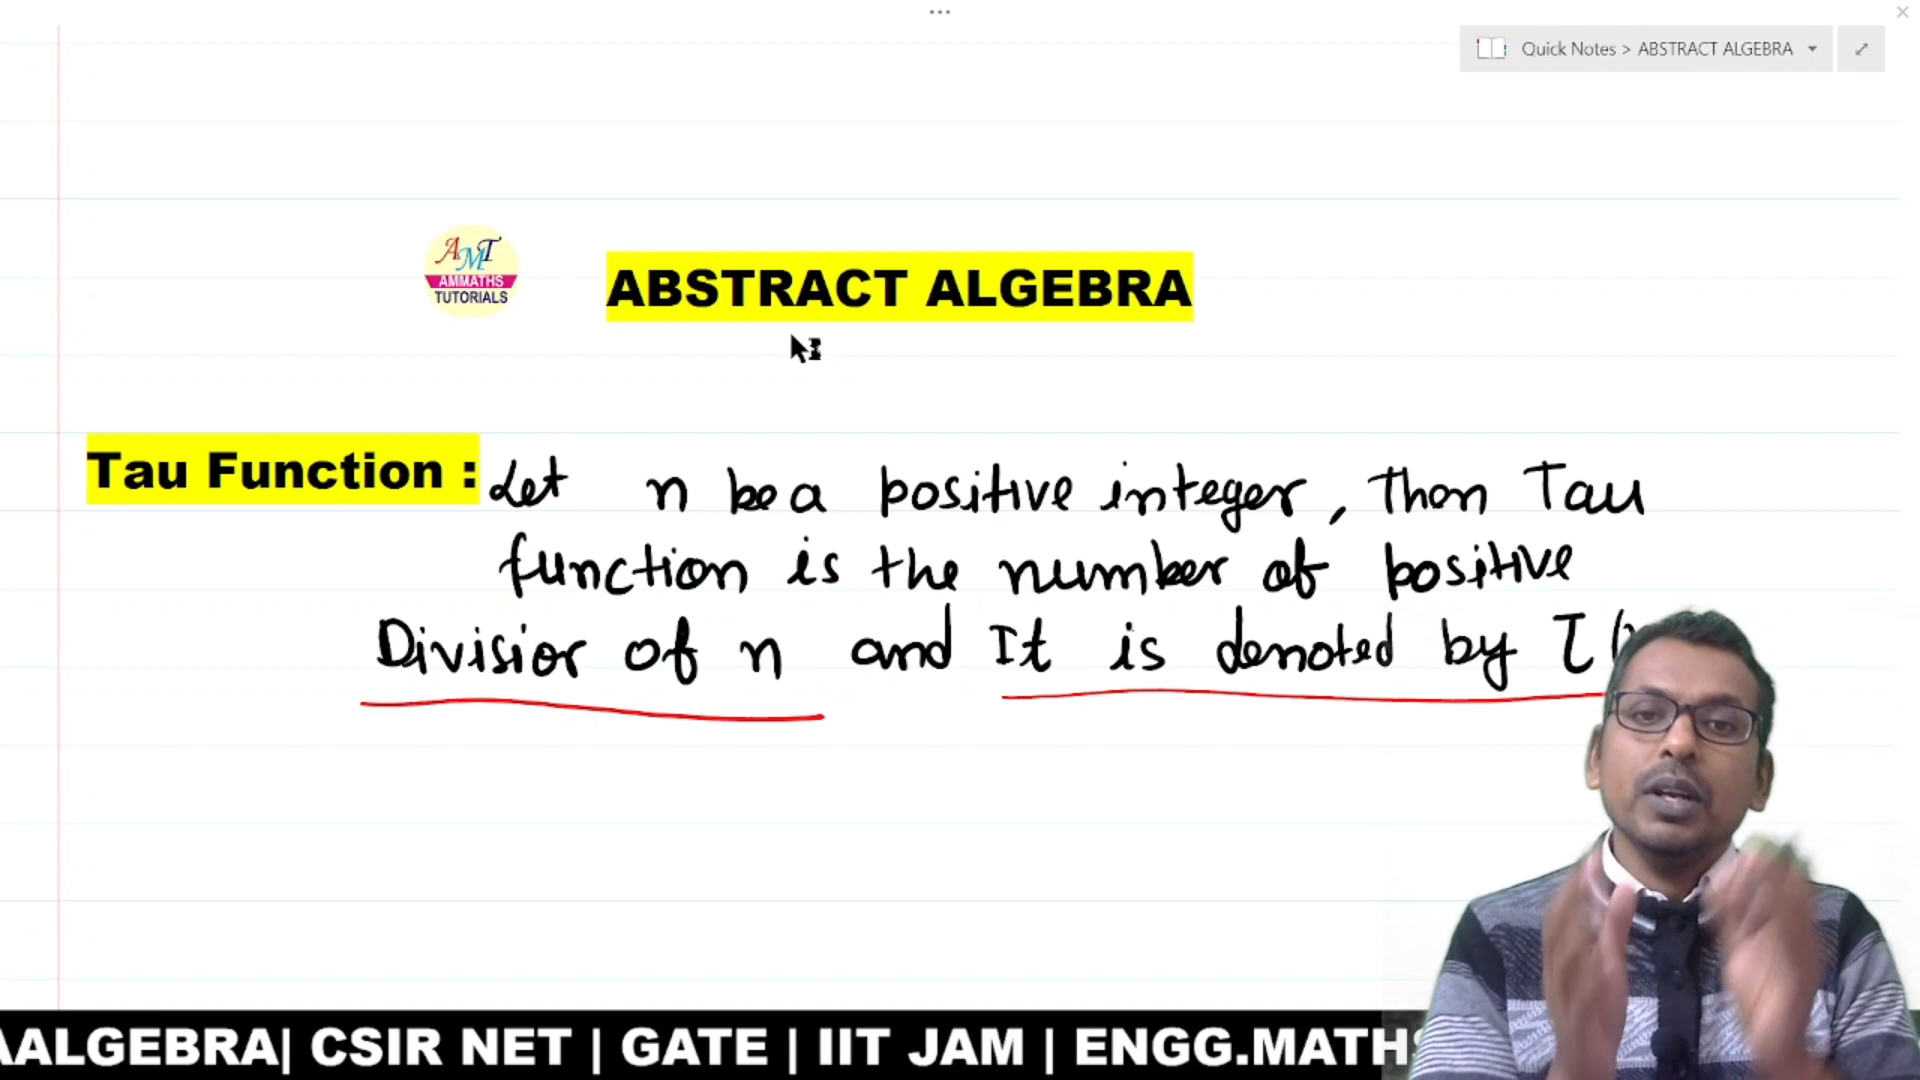 ...
Quick Notes > ABSTRACT ALGEBRA
AMT
AMMATHS
TUTORIALS
ABSTRACT ALGEBRA
Tau Function : Let n be a positive integer, Then Tau
function is the number of positive
Divisior of n and It is denoted by τ(
ALGEBRA| CSIR NET | GATE | IIT JAM | ENGG.MATHS